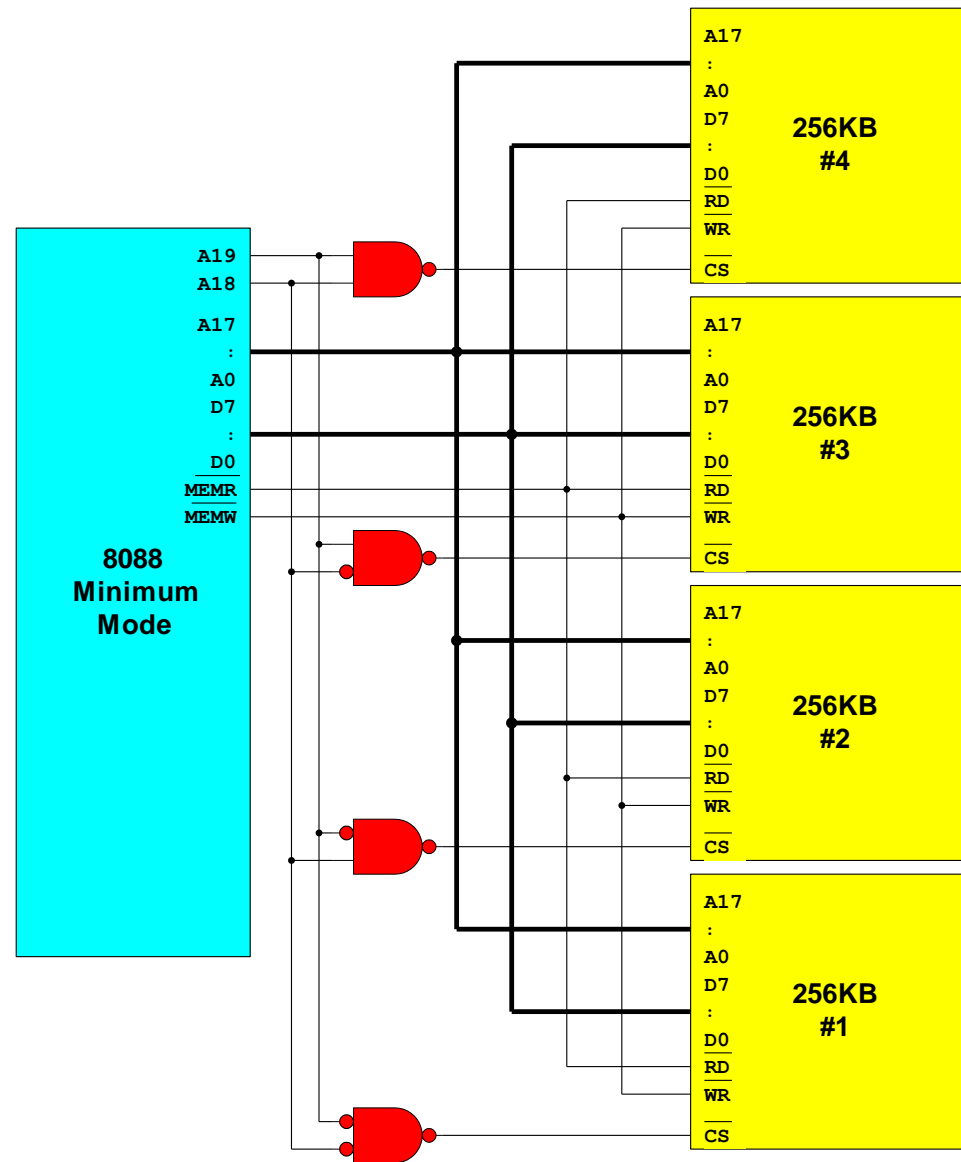 A19
A18
A17
:
A0
D7
:
D0
MEMR
MEMW
8088
Minimum
Mode
A17
:
A0
D7
:
D0
RD
WR
CS
256KB
#4
A17
:
A0
D7
:
D0
RD
WR
CS
256KB
#3
A17
:
A0
D7
:
D0
RD
WR
CS
256KB
#2
A17
:
A0
D7
:
D0
RD
WR
CS
256KB
#1